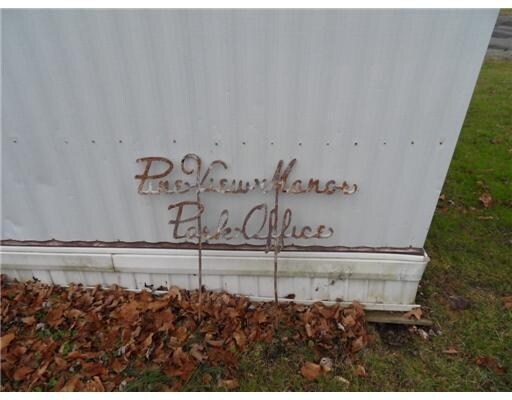 Pine View Manor
Park Office